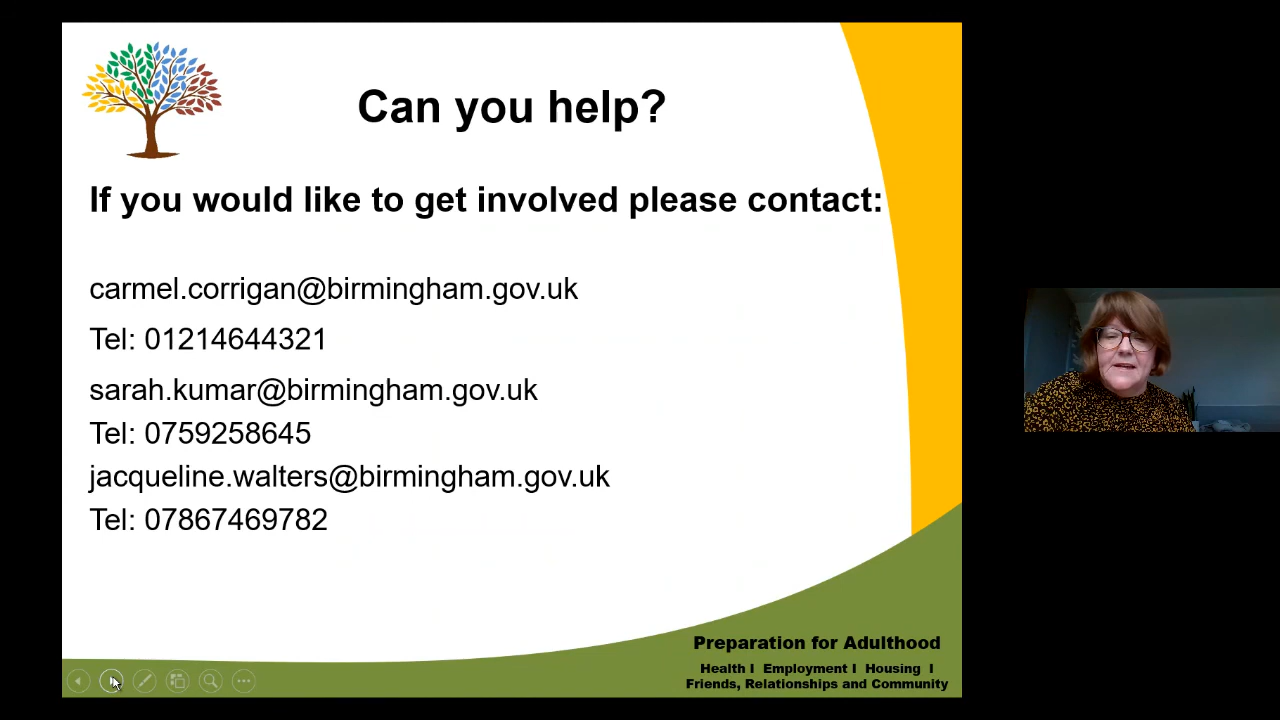 Can you help?
If you would like to get involved please contact:
carmel.corrigan@birmingham.gov.uk
Tel: 01214644321
sarah.kumar@birmingham.gov.uk
Tel: 0759258645
jacqueline.walters@birmingham.gov.uk
Tel: 07867469782
Preparation for Adulthood
Health I Employment I Housing I
Friends, Relationships and Community